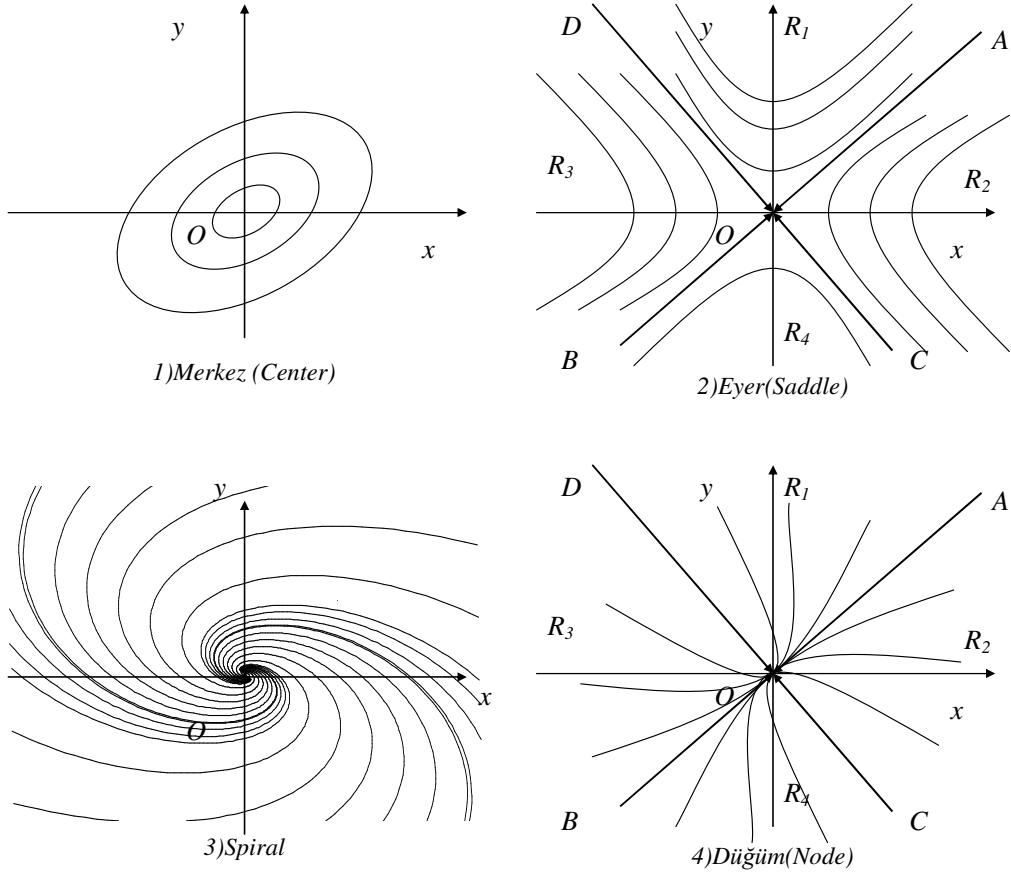 y
O
x
1)Merkez (Center)
D
y
R1
A
R3
R2
O
x
R4
B
C
2)Eyer(Saddle)
y
x
O
3)Spiral
D
y
R1
A
R3
R2
O
x
R4
B
C
4)Düğüm(Node)